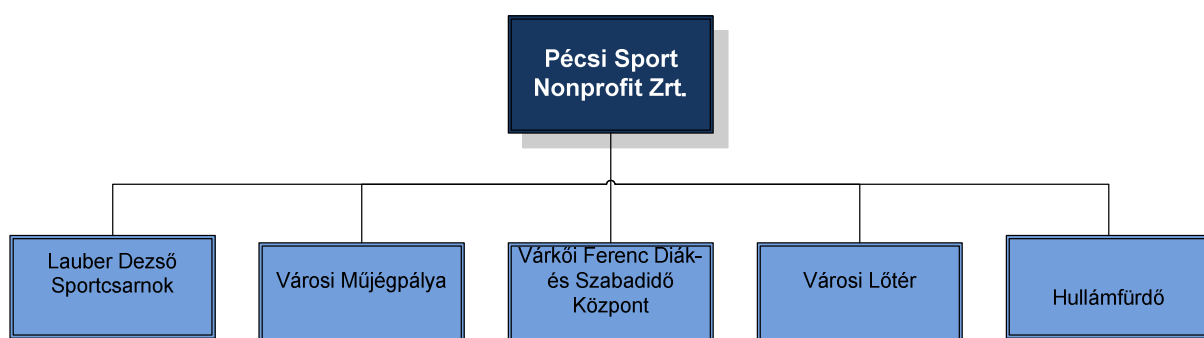 Pécsi Sport
Nonprofit Zrt.
Lauber Dezső
Sportcsarnok
Városi Műjégpálya
Várkői Ferenc Diák-
és Szabadidő
Központ
Városi Lőtér
Hullámfürdő